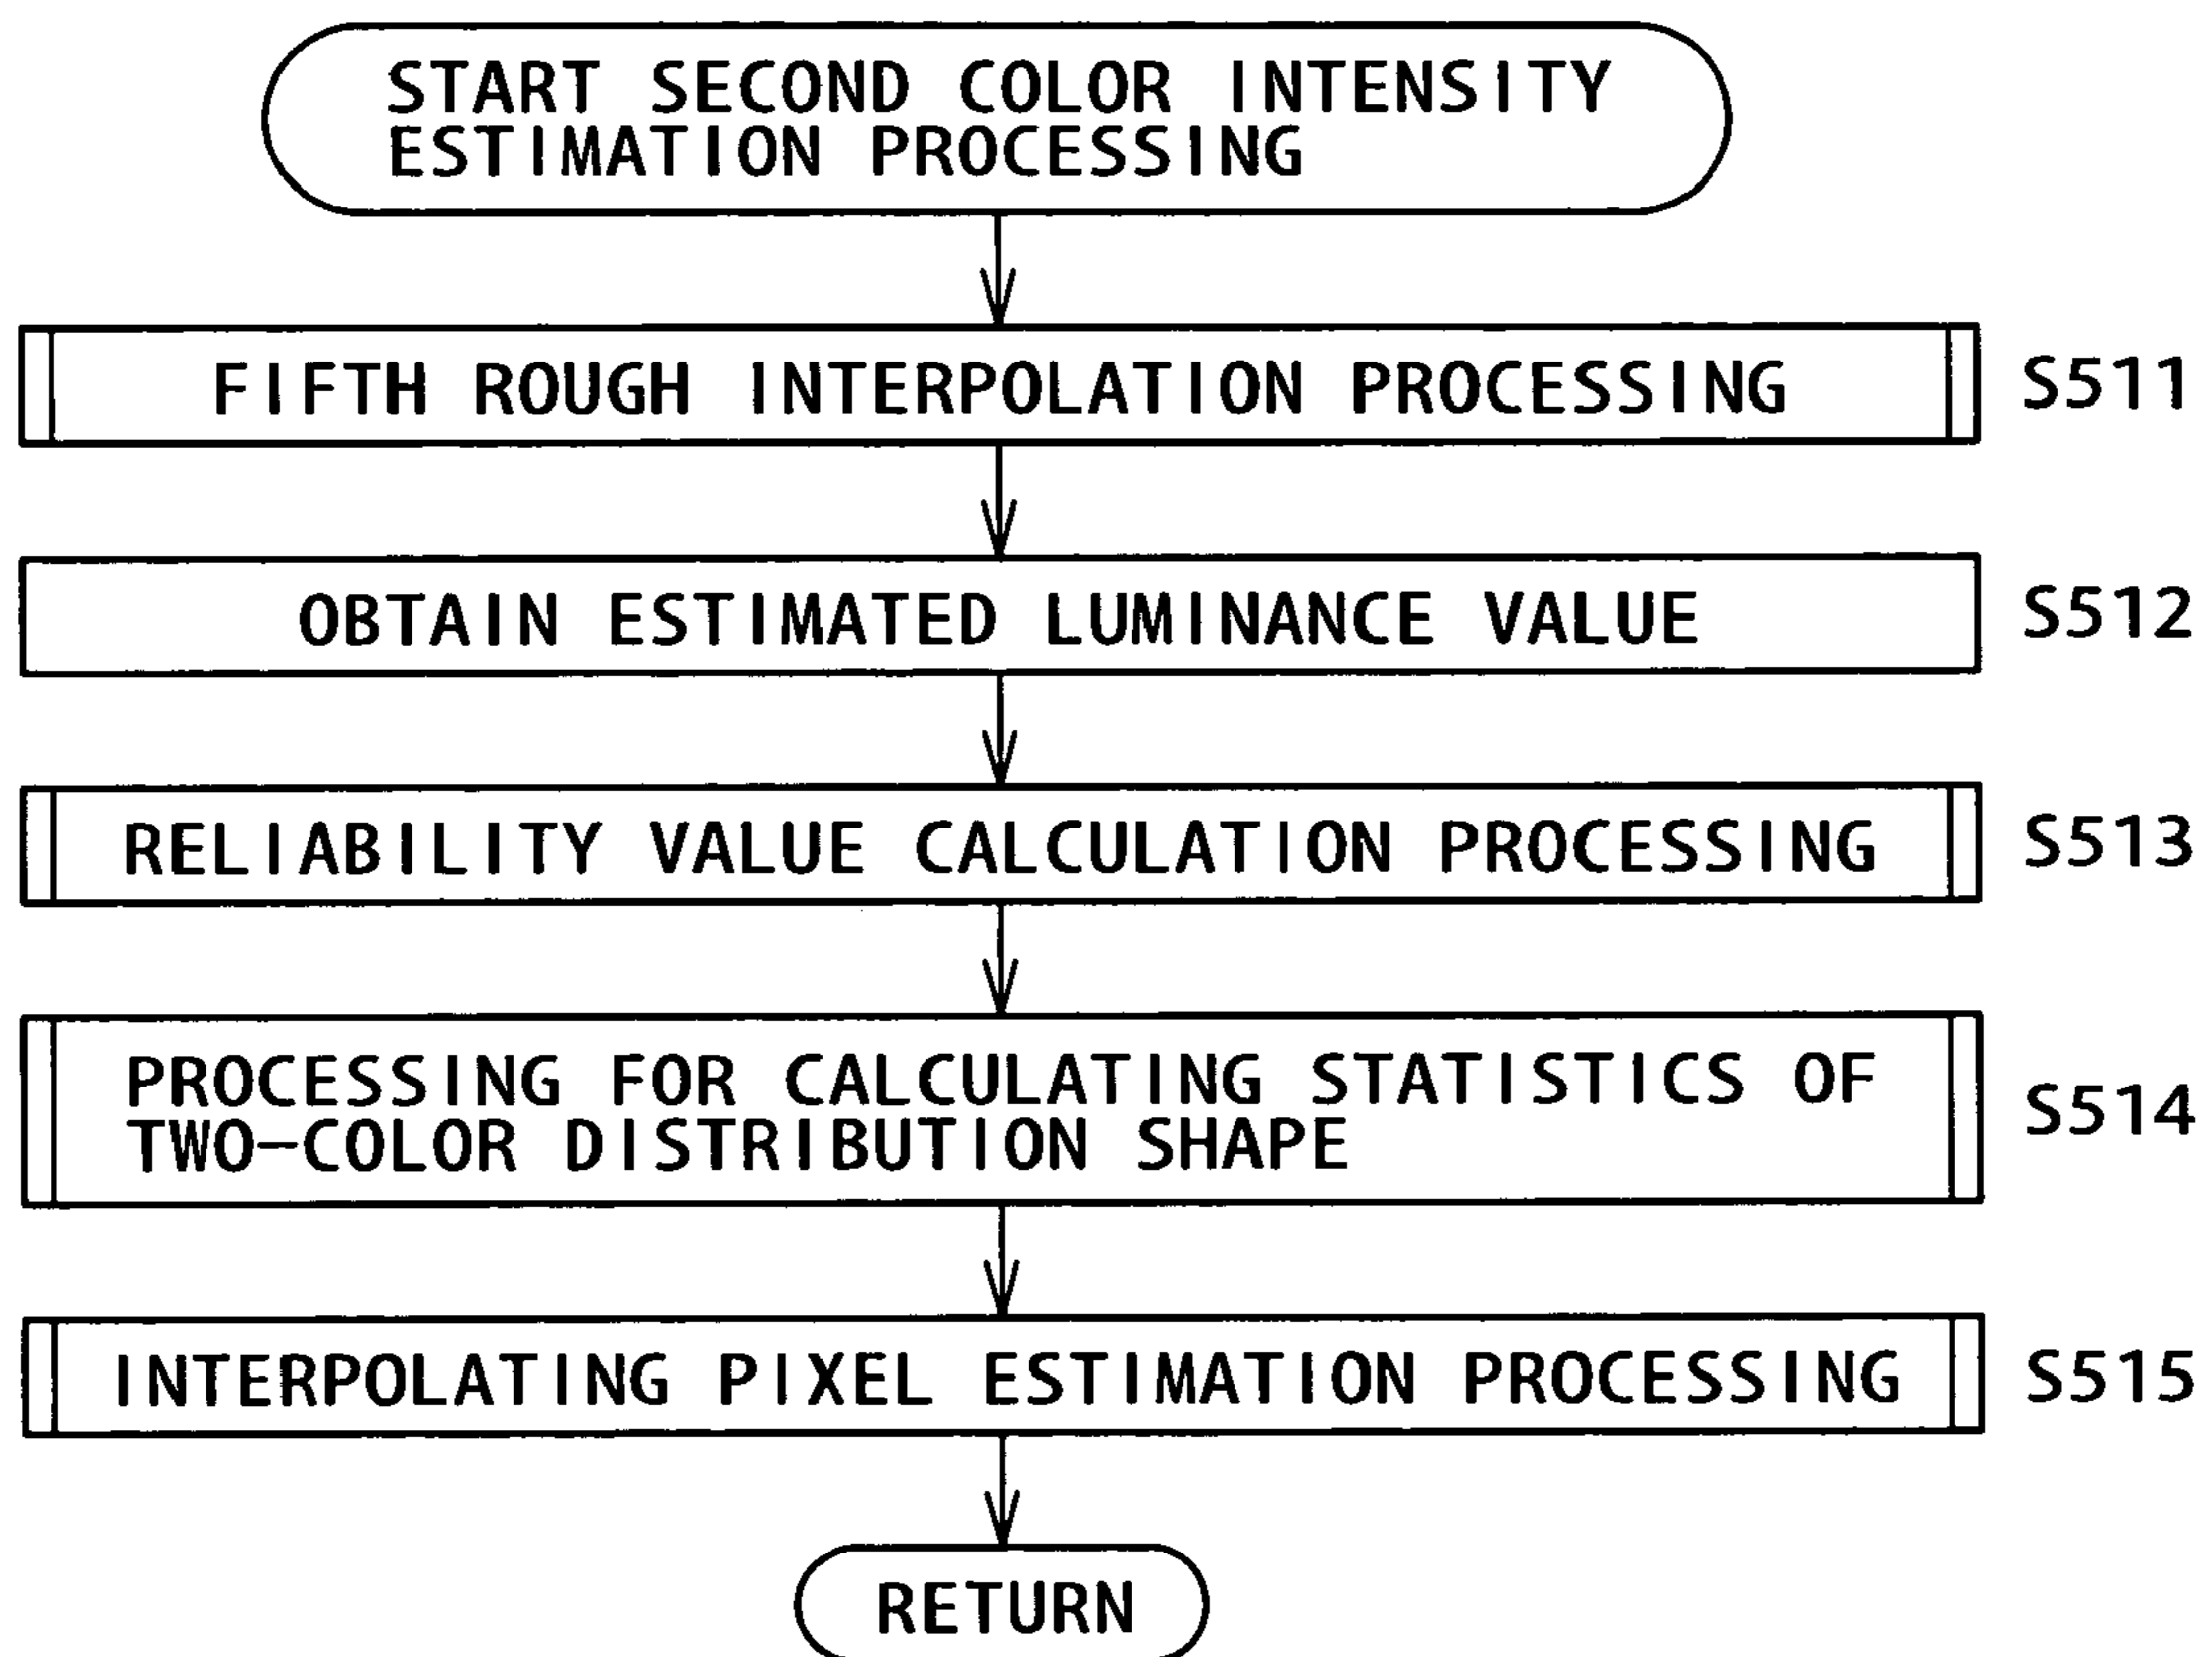 START SECOND COLOR INTENSITY
ESTIMATION PROCESSING
FIFTH ROUGH INTERPOLATION PROCESSING
S511
OBTAIN ESTIMATED LUMINANCE VALUE
S512
RELIABILITY VALUE CALCULATION PROCESSING
S513
PROCESSING FOR CALCULATING STATISTICS OF
TWO-COLOR DISTRIBUTION SHAPE
S514
INTERPOLATING PIXEL ESTIMATION PROCESSING
S515
RETURN